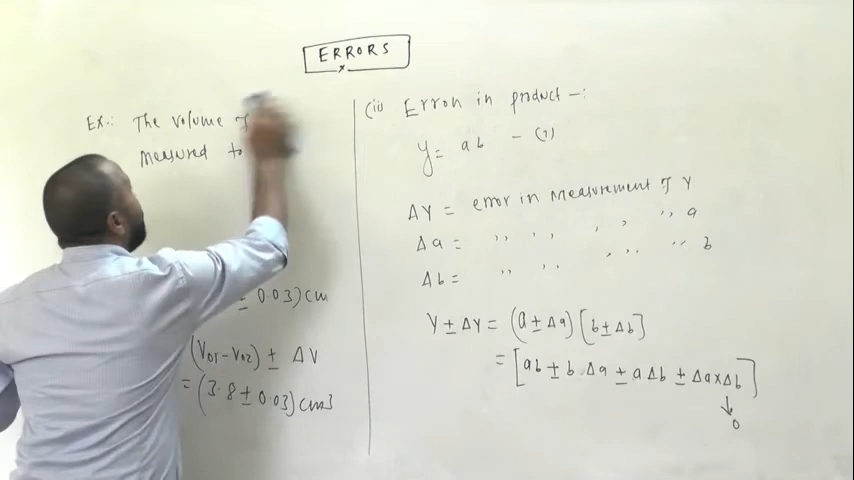 ERRORS
Ex.: The volume of
measured to
± 0.03) cm
(V01-V02) ± ΔV
= (3.8 ± 0.03) cm3
(ii) Error in product -:
y = ab - (1)
ΔY = error in measurement of Y
Δa = ,, ,, ,, ,, a
Δb = ,, ,, ,, ,, b
Y ± ΔY = (a ± Δa) [b ± Δb]
= [ab ± b Δa ± a Δb ± Δa x Δb]
↓
0